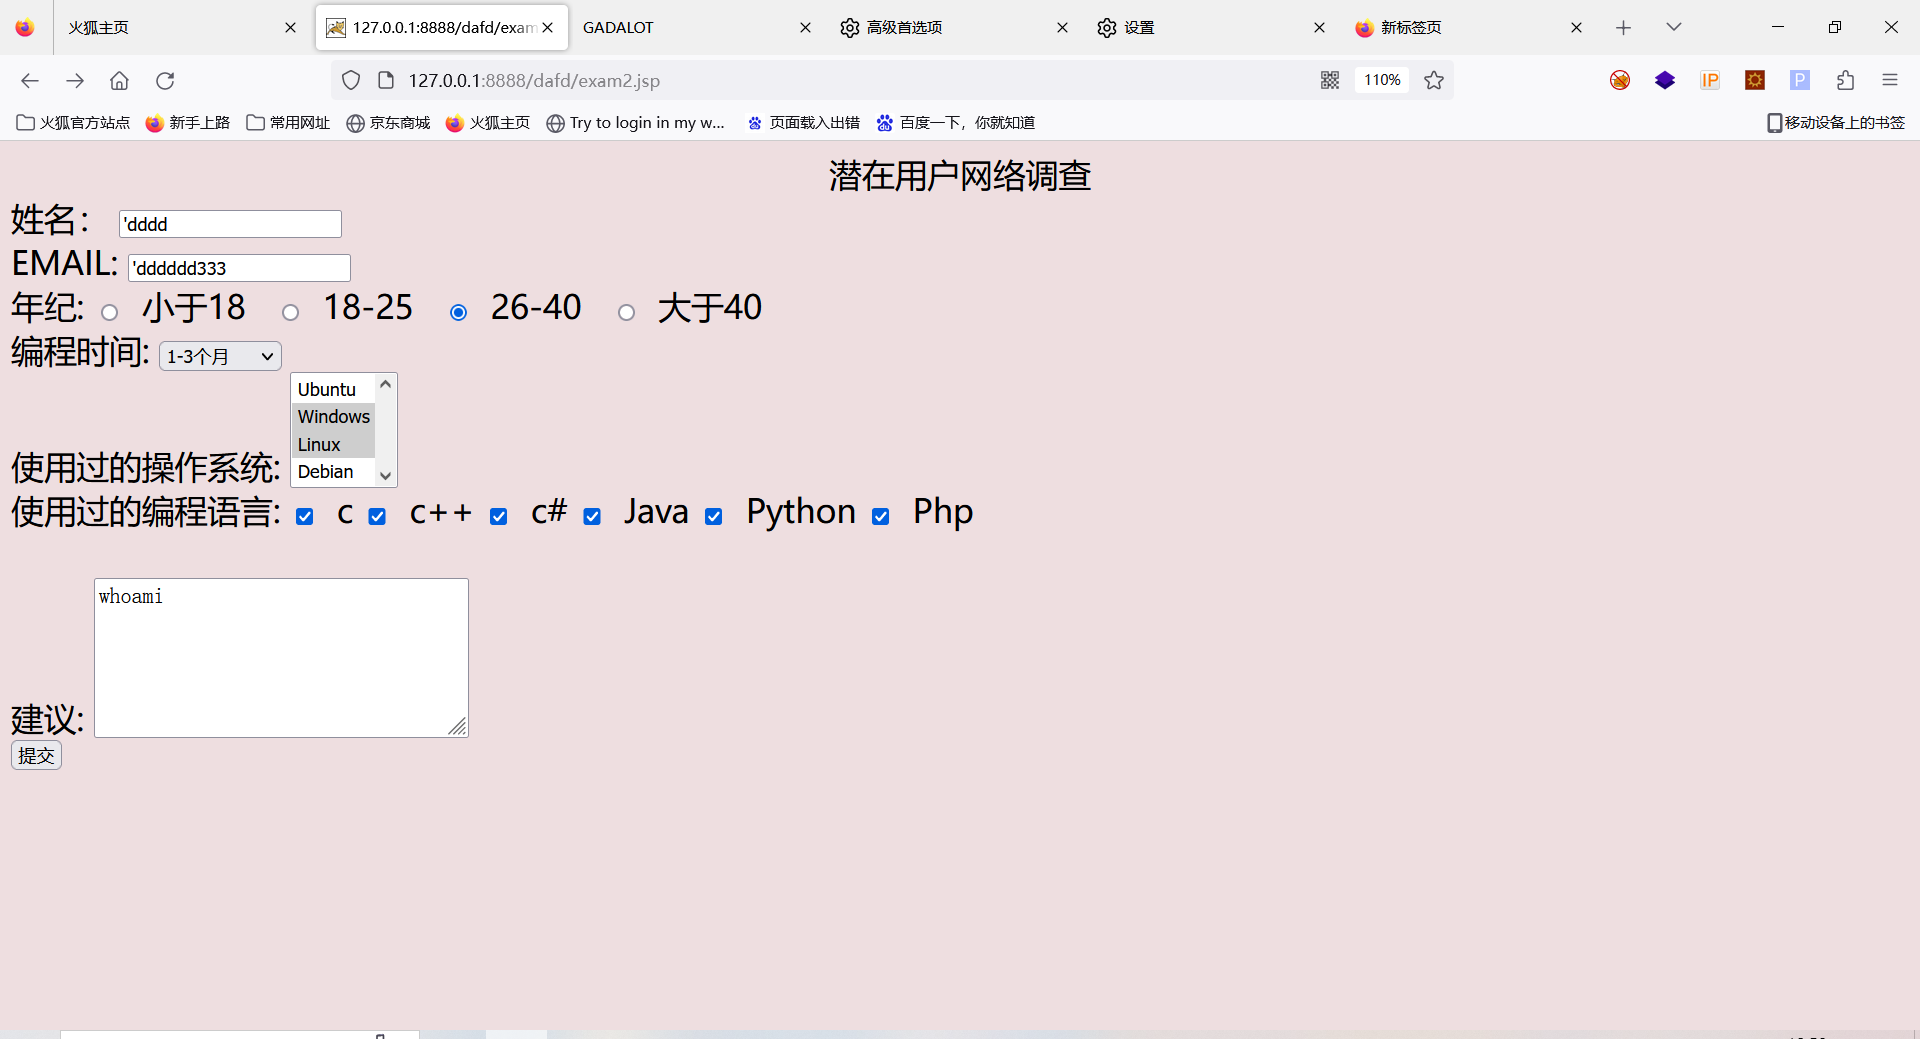 火狐主页
127.0.0.1:8888/dafd/exam
GADALOT
高级首选项
设置
新标签页
127.0.0.1:8888/dafd/exam2.jsp
110%
IP
P
火狐官方站点
新手上路
常用网址
京东商城
火狐主页
Try to login in my w...
页面载入出错
百度一下，你就知道
移动设备上的书签
潜在用户网络调查
姓名： 'dddd
EMAIL: 'dddddd333
年纪: 小于18 18-25 26-40 大于40
编程时间: 1-3个月
Ubuntu
Windows
Linux
使用过的操作系统: Debian
使用过的编程语言: c c++ c# Java Python Php
whoami
建议:
提交